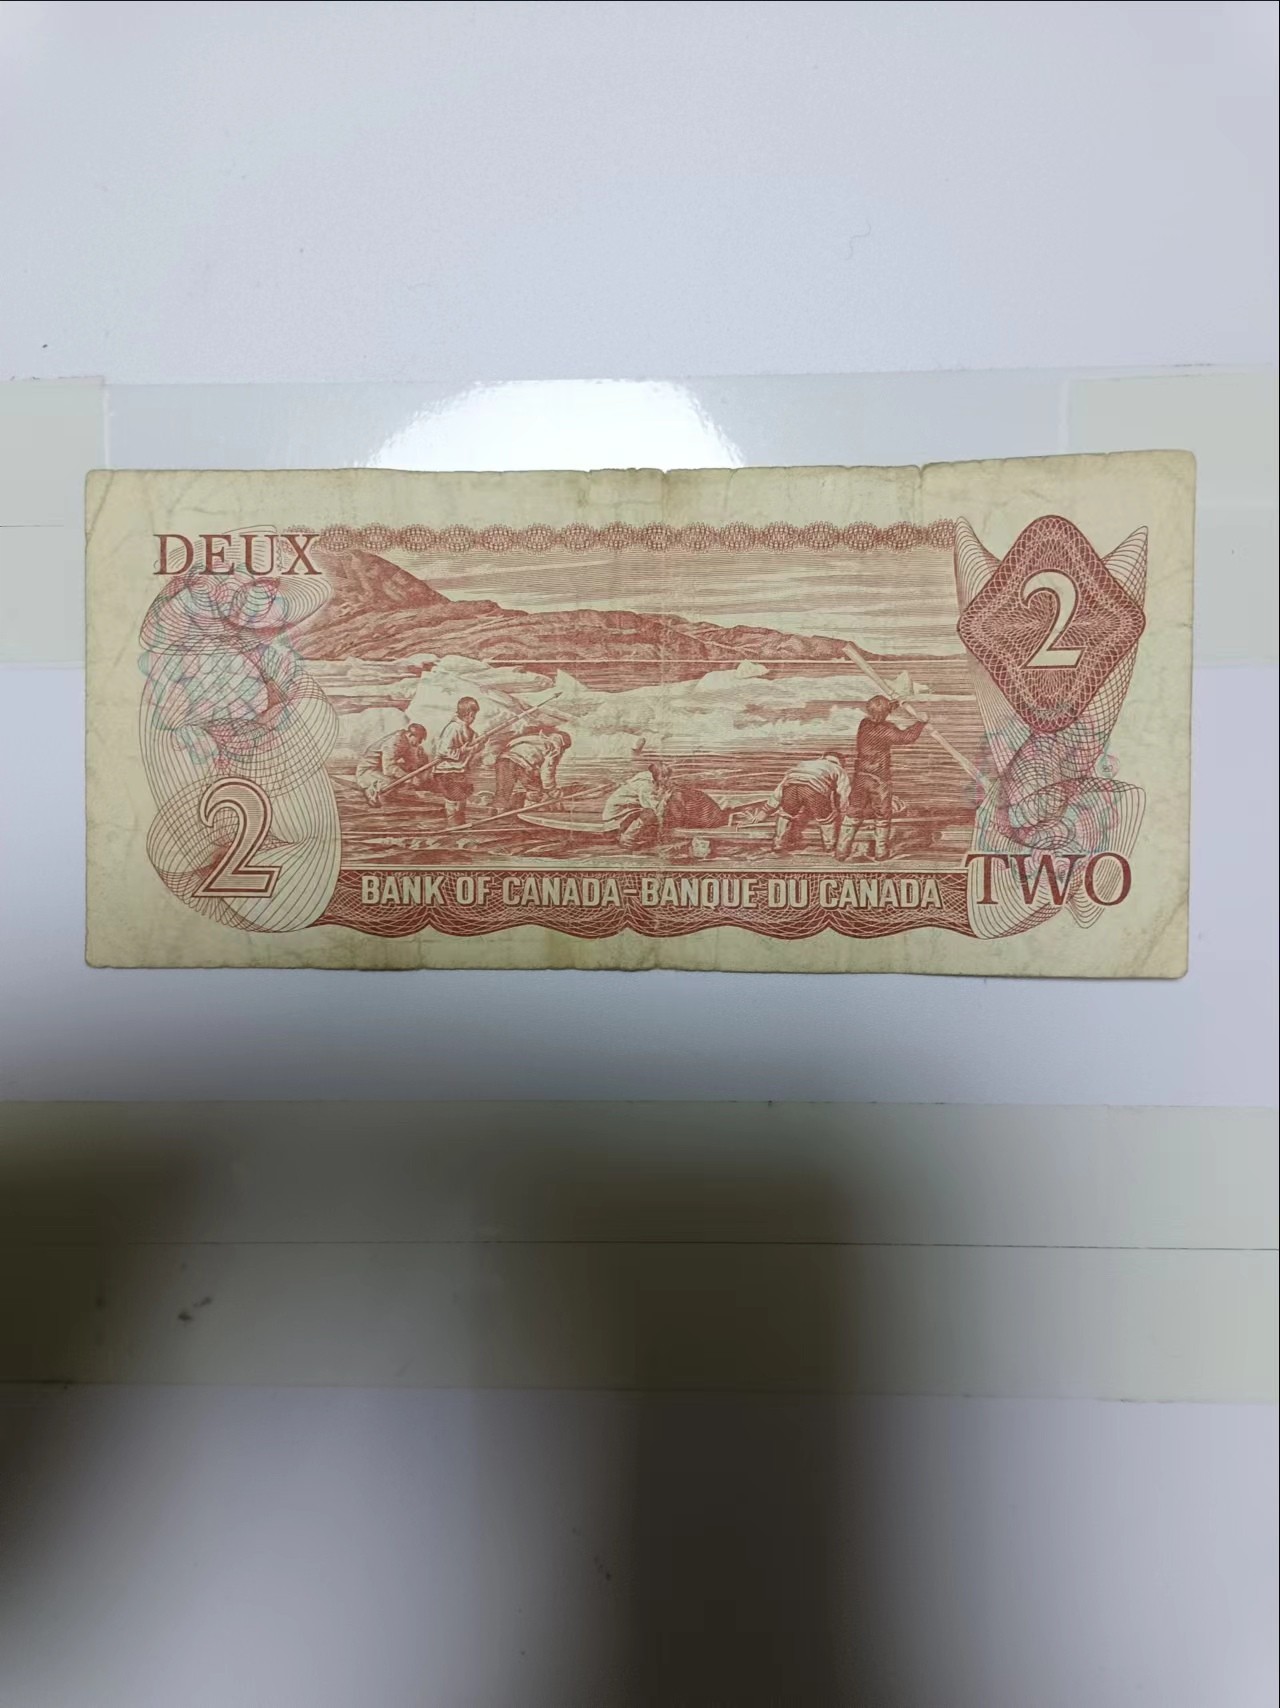 DEUX
2
2
BANK OF CANADA-BANQUE DU CANADA
TWO